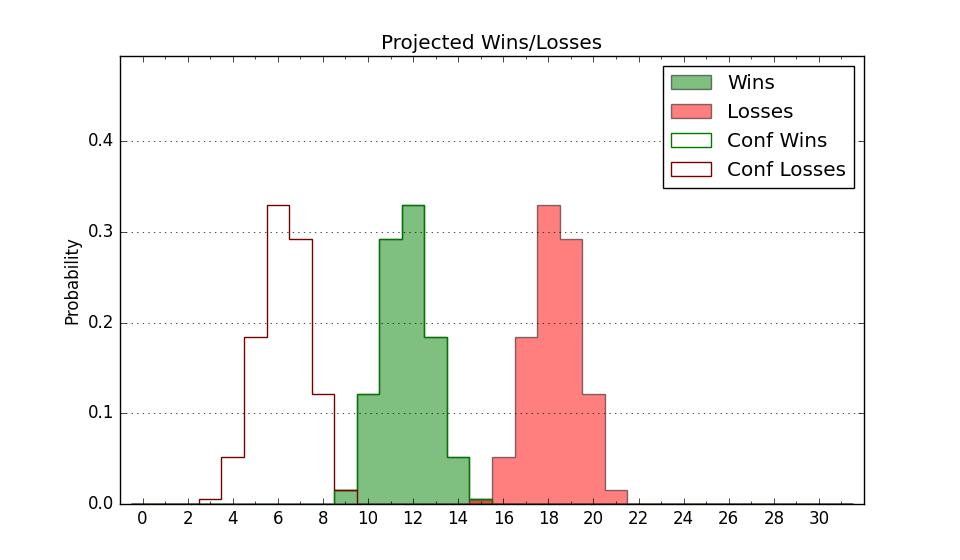 Projected Wins/Losses
Wins
Losses
Conf Wins
Conf Losses
Probability
0.4
0.3
0.2
0.1
0.0
0 2 4 6 8 10 12 14 16 18 20 22 24 26 28 30